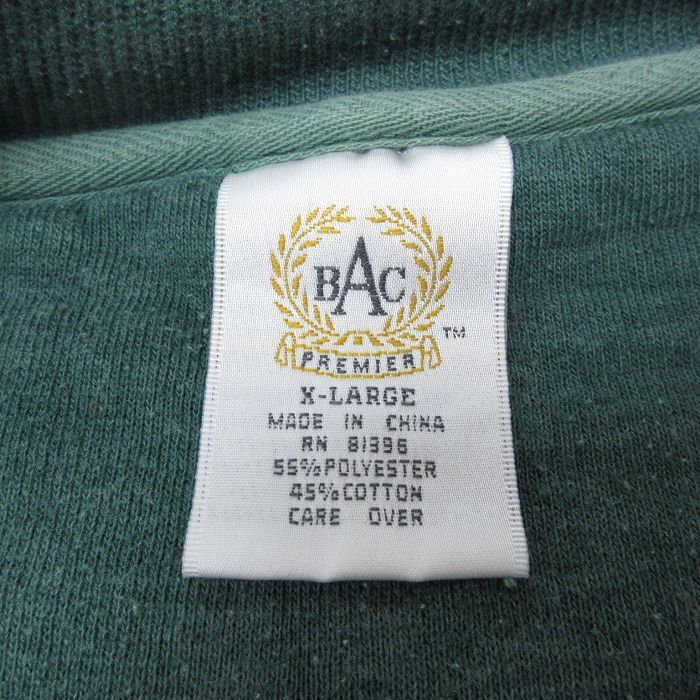 BAC
PREMIER
TM
X-LARGE
MADE IN CHINA
RN 81396
55%POLYESTER
45%COTTON
CARE OVER